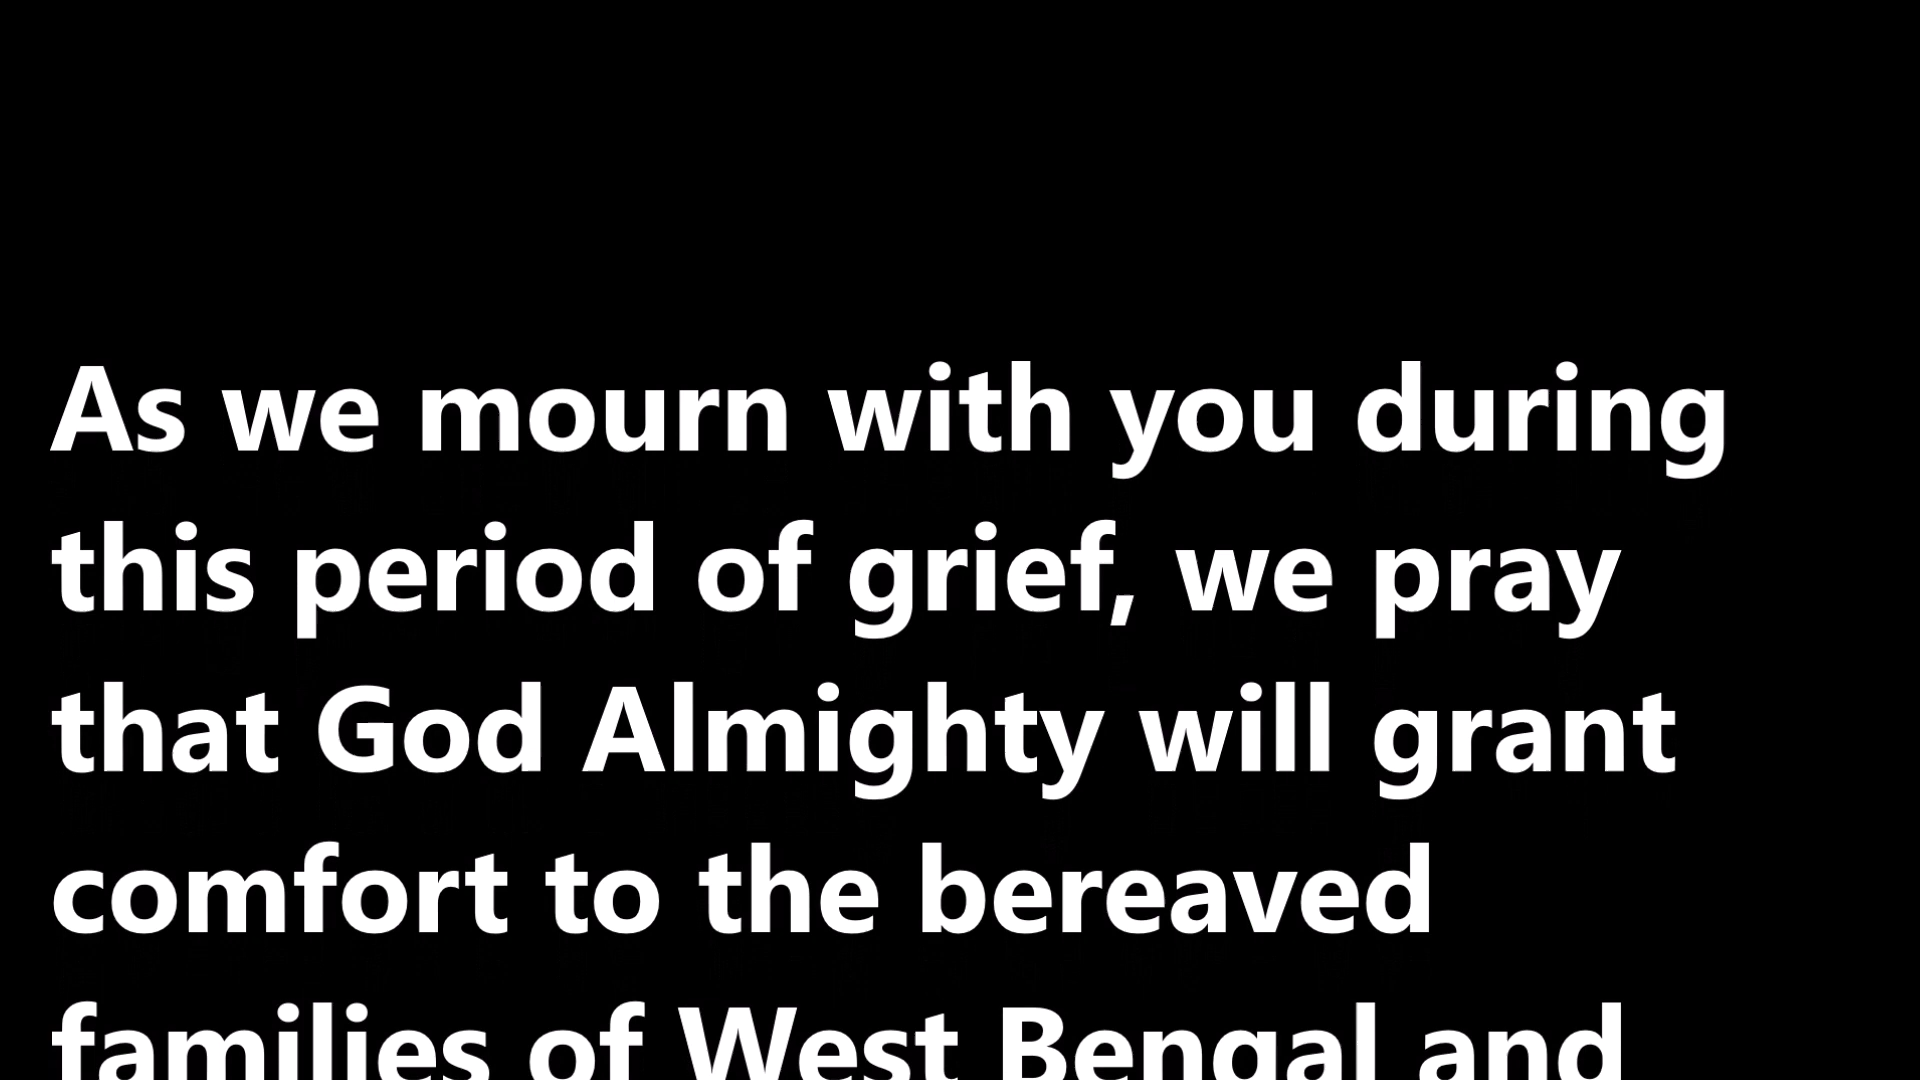 As we mourn with you during
this period of grief, we pray
that God Almighty will grant
comfort to the bereaved
families of West Bengal and